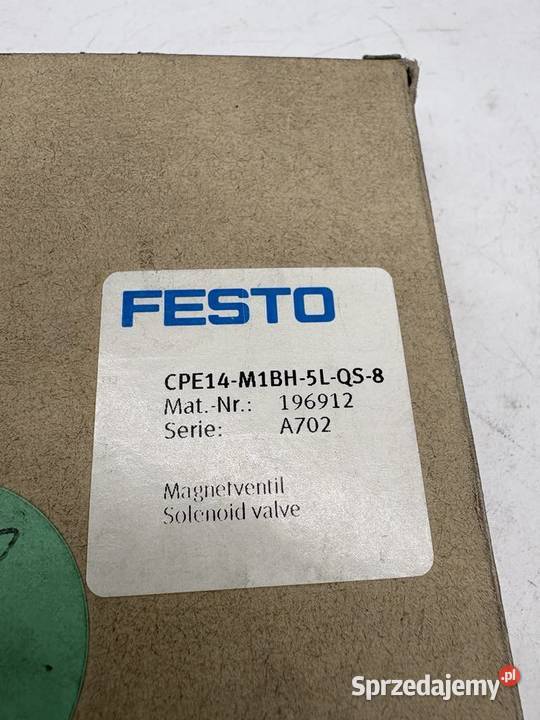 FESTO
CPE14-M1BH-5L-QS-8
Mat.-Nr.: 196912
Serie: A702
Magnetventil
Solenoid valve
Sprzedajemy.pl